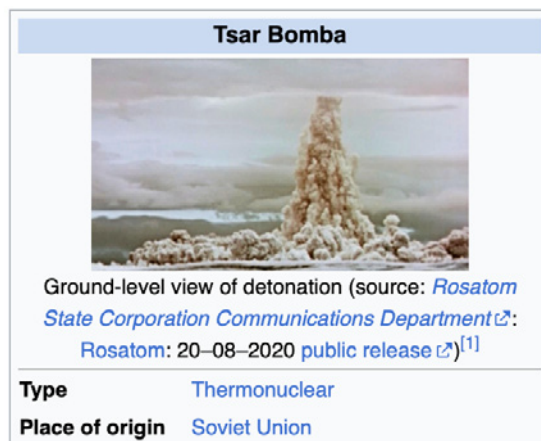 Tsar Bomba
Ground-level view of detonation (source: Rosatom
State Corporation Communications Department:
Rosatom: 20–08–2020 public release)[1]
Type Thermonuclear
Place of origin Soviet Union